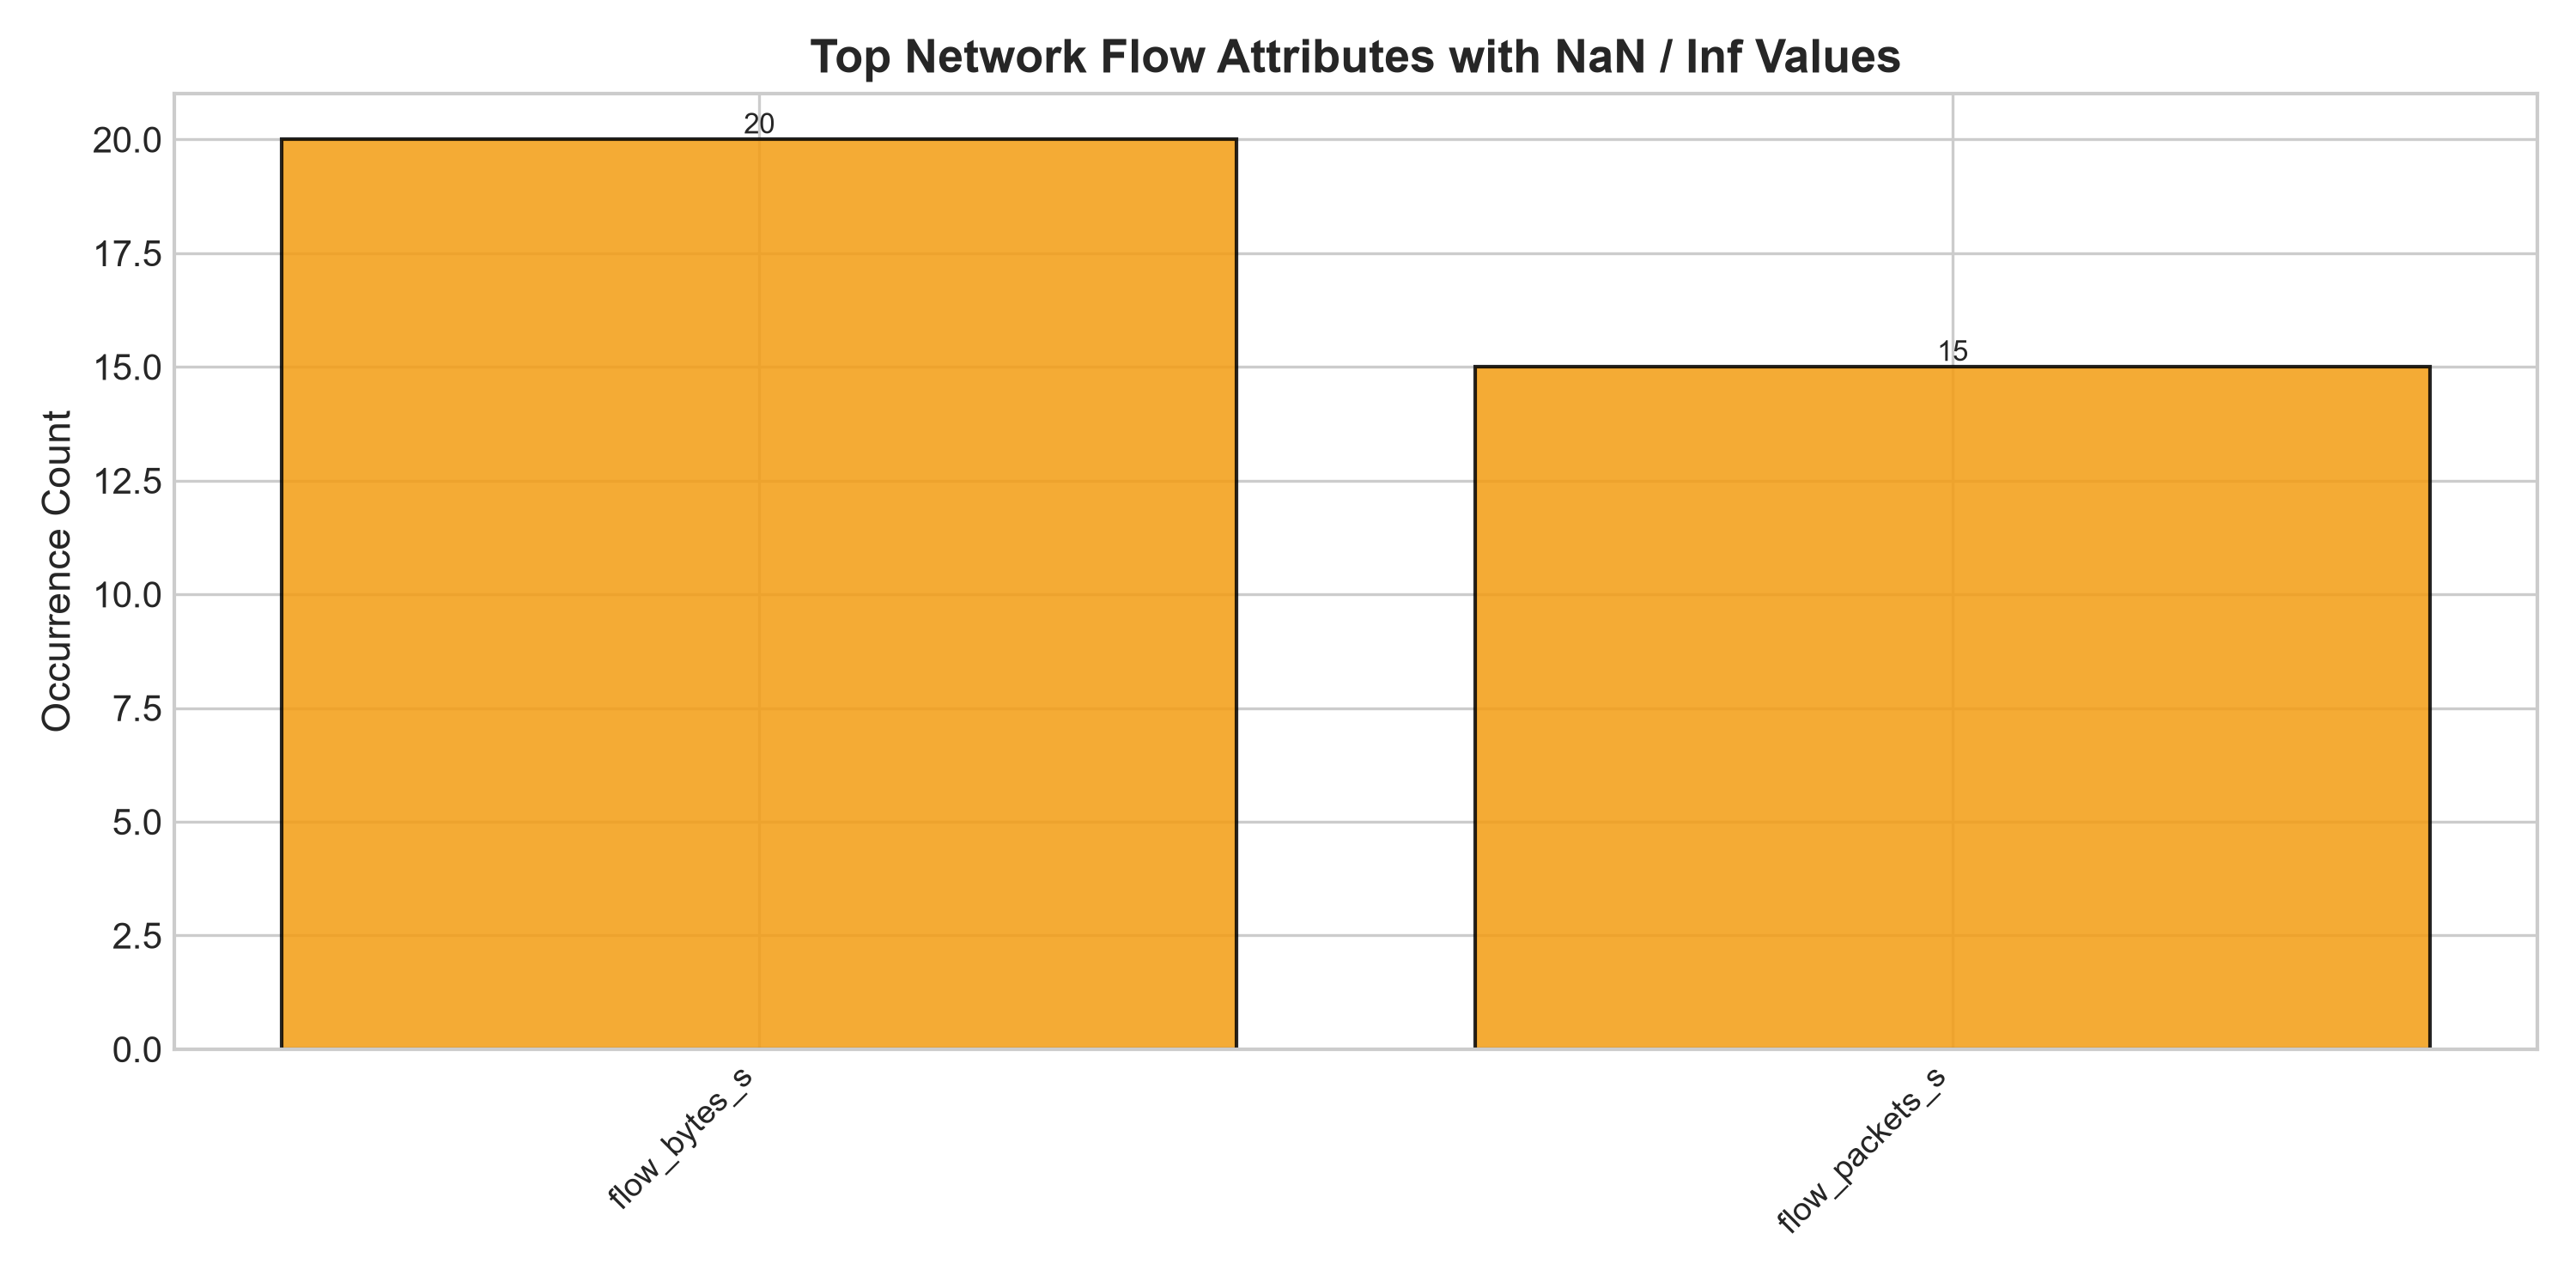 Top Network Flow Attributes with NaN / Inf Values
Occurrence Count
20.0
17.5
15.0
12.5
10.0
7.5
5.0
2.5
0.0
20
15
flow_bytes_s
flow_packets_s